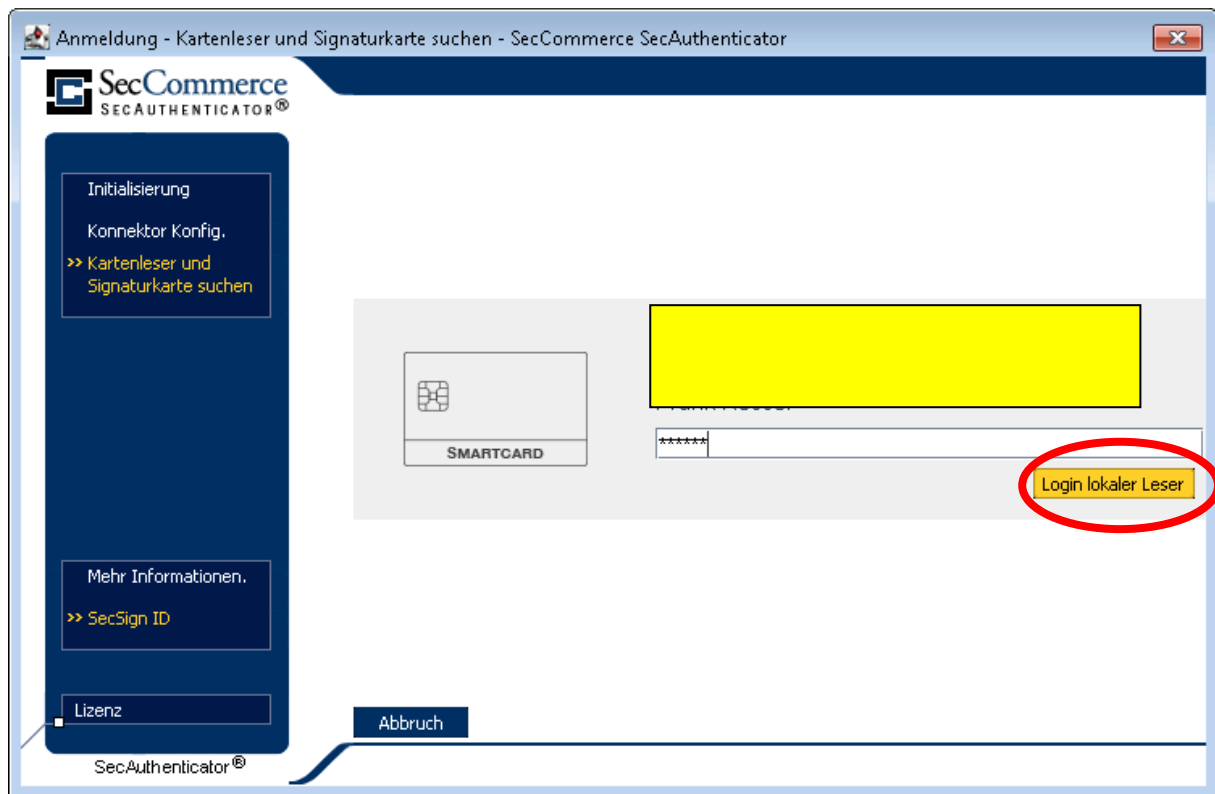 Anmeldung - Kartenleser und Signaturkarte suchen - SecCommerce SecAuthenticator
SecCommerce
SECAUTHENTICATOR®
Initialisierung
Konnektor Konfig.
>> Kartenleser und
Signaturkarte suchen
SMARTCARD
******
Login lokaler Leser
Mehr Informationen.
>> SecSign ID
Lizenz
Abbruch
SecAuthenticator®